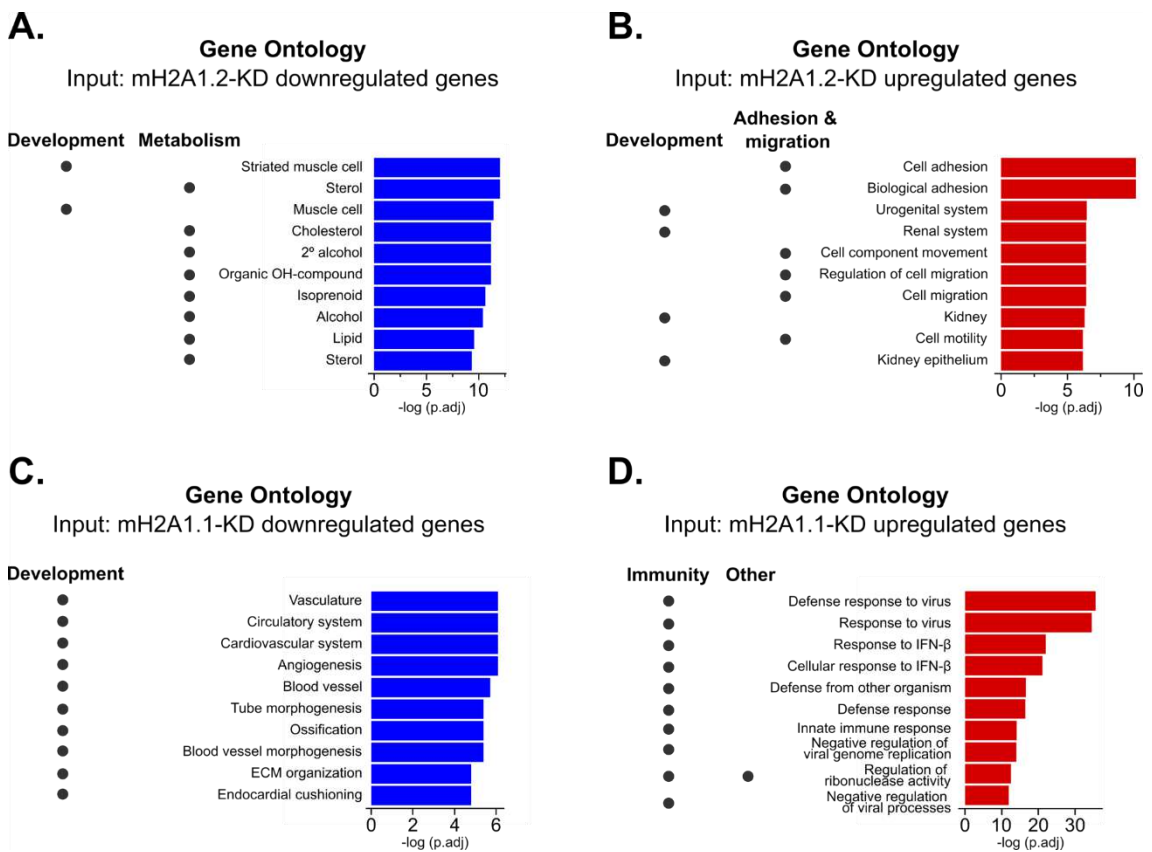 A.
Gene Ontology
Input: mH2A1.2-KD downregulated genes
Development Metabolism
Striated muscle cell
Sterol
Muscle cell
Cholesterol
2º alcohol
Organic OH-compound
Isoprenoid
Alcohol
Lipid
Sterol
0 5 10
-log (p.adj)
B.
Gene Ontology
Input: mH2A1.2-KD upregulated genes
Development
Adhesion &
migration
Cell adhesion
Biological adhesion
Urogenital system
Renal system
Cell component movement
Regulation of cell migration
Cell migration
Kidney
Cell motility
Kidney epithelium
0 5 10
-log (p.adj)
C.
Gene Ontology
Input: mH2A1.1-KD downregulated genes
Development
Vasculature
Circulatory system
Cardiovascular system
Angiogenesis
Blood vessel
Tube morphogenesis
Ossification
Blood vessel morphogenesis
ECM organization
Endocardial cushioning
0 2 4 6
-log (p.adj)
D.
Gene Ontology
Input: mH2A1.1-KD upregulated genes
Immunity Other
Defense response to virus
Response to virus
Response to IFN-β
Cellular response to IFN-β
Defense from other organism
Defense response
Innate immune response
Negative regulation of
viral genome replication
Regulation of
ribonuclease activity
Negative regulation
of viral processes
0 10 20 30
-log (p.adj)